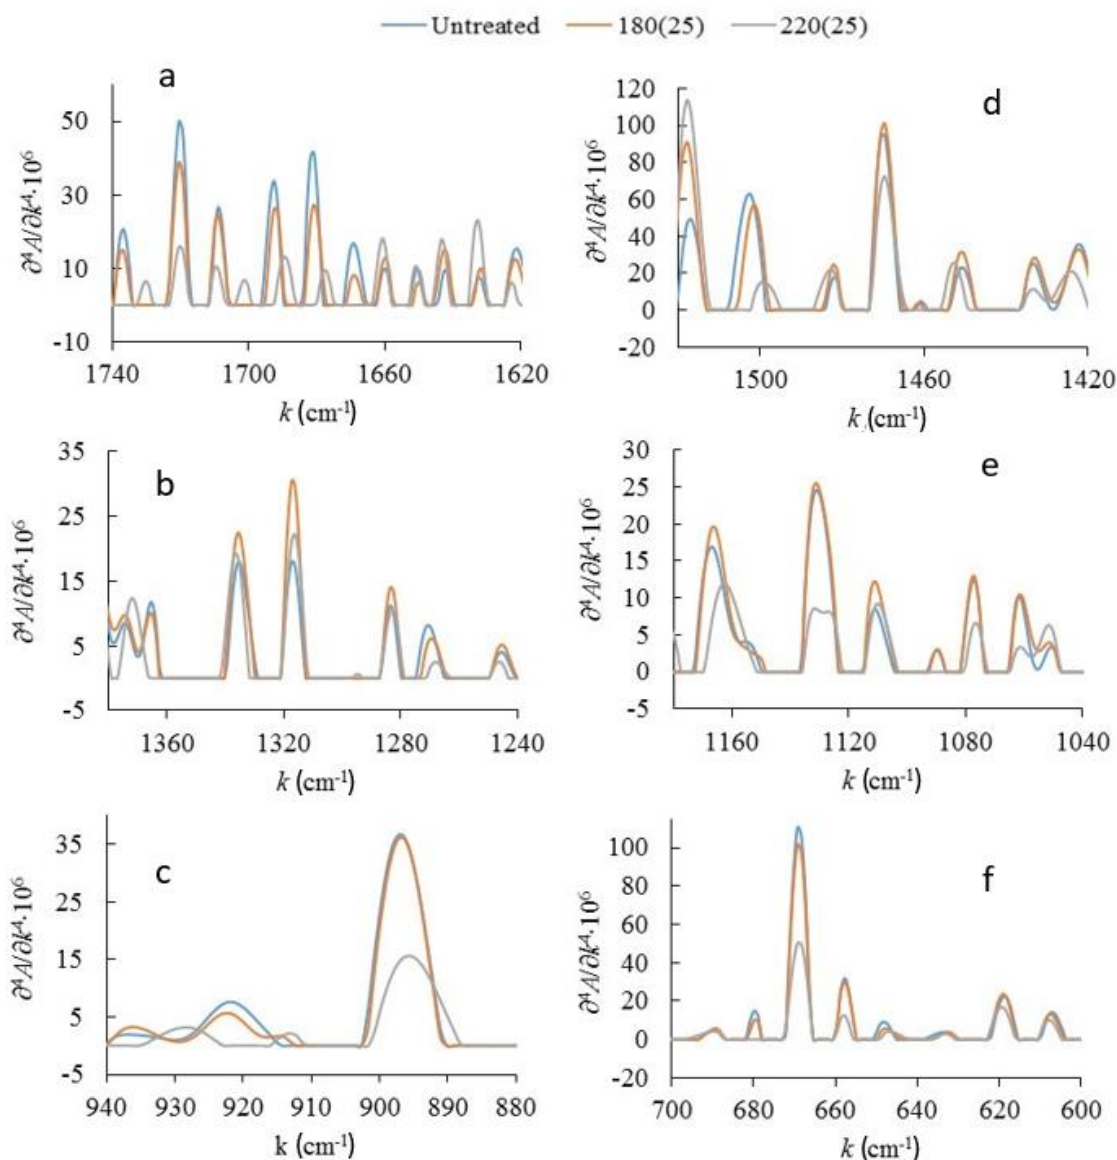 Untreated 180(25) 220(25)
a
∂⁴A/∂k⁴·10⁶
50
30
10
-10
1740 1700 1660 1620
k (cm⁻¹)
d
∂⁴A/∂k⁴·10⁶
120
100
80
60
40
20
0
-20
1500 1460 1420
k (cm⁻¹)
b
∂⁴A/∂k⁴·10⁶
35
25
15
5
-5
1360 1320 1280 1240
k (cm⁻¹)
e
∂⁴A/∂k⁴·10⁶
30
25
20
15
10
5
0
-5
1160 1120 1080 1040
k (cm⁻¹)
c
∂⁴A/∂k⁴·10⁶
35
25
15
5
-5
940 930 920 910 900 890 880
k (cm⁻¹)
f
∂⁴A/∂k⁴·10⁶
100
80
60
40
20
0
-20
700 680 660 640 620 600
k (cm⁻¹)